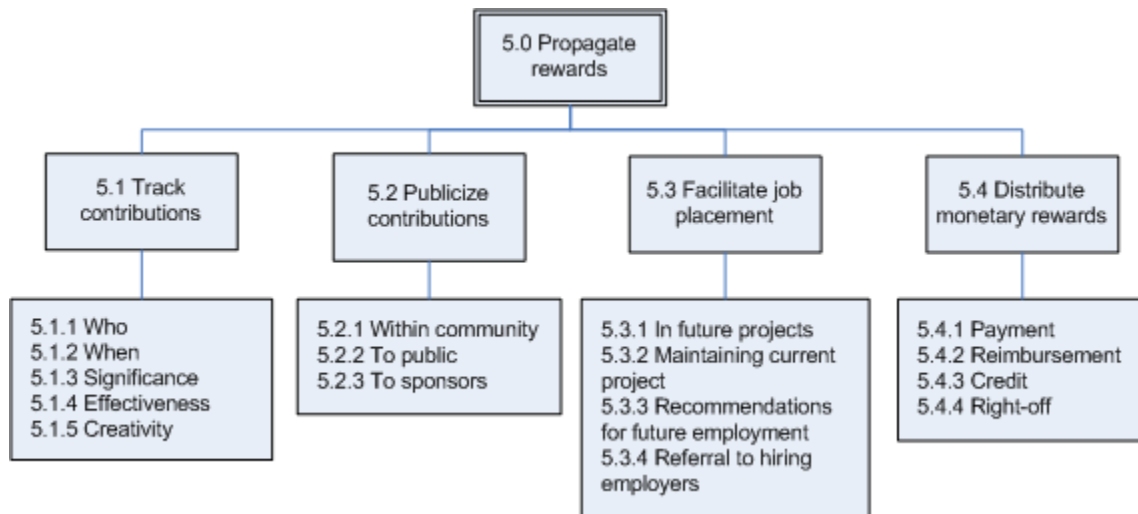 5.0 Propagate
rewards
5.1 Track
contributions
5.2 Publicize
contributions
5.3 Facilitate job
placement
5.4 Distribute
monetary rewards
5.1.1 Who
5.1.2 When
5.1.3 Significance
5.1.4 Effectiveness
5.1.5 Creativity
5.2.1 Within community
5.2.2 To public
5.2.3 To sponsors
5.3.1 In future projects
5.3.2 Maintaining current
project
5.3.3 Recommendations
for future employment
5.3.4 Referral to hiring
employers
5.4.1 Payment
5.4.2 Reimbursement
5.4.3 Credit
5.4.4 Right-off